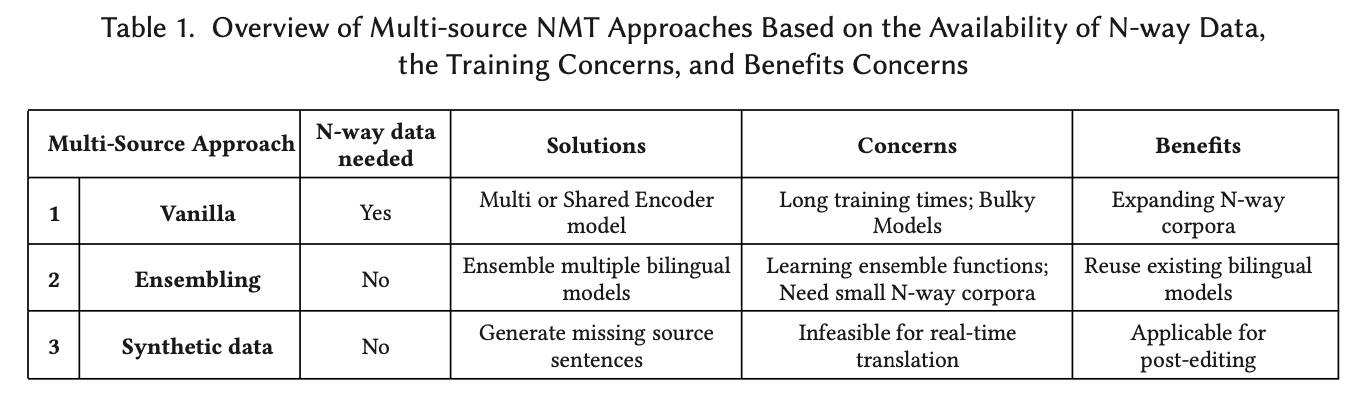 Table 1. Overview of Multi-source NMT Approaches Based on the Availability of N-way Data,
the Training Concerns, and Benefits Concerns
Multi-Source Approach
N-way data
needed
Solutions
Concerns
Benefits
1
Vanilla
Yes
Multi or Shared Encoder
model
Long training times; Bulky
Models
Expanding N-way
corpora
2
Ensembling
No
Ensemble multiple bilingual
models
Learning ensemble functions;
Need small N-way corpora
Reuse existing bilingual
models
3
Synthetic data
No
Generate missing source
sentences
Infeasible for real-time
translation
Applicable for
post-editing